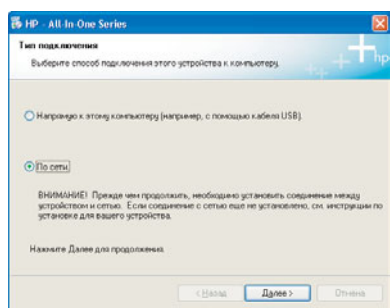 HP - All-In-One Series
Тип подключения
Выберите способ подключения этого устройства к компьютеру.
hp
Напрямую к этому компьютеру (например, с помощью кабеля USB).
По сети.
ВНИМАНИЕ! Прежде чем продолжить, необходимо установить соединение между
устройством и сетью. Если соединение с сетью еще не установлено, см. инструкции по
установке для вашего устройства.
Нажмите Далее для продолжения.
< Назад
Далее >
Отмена